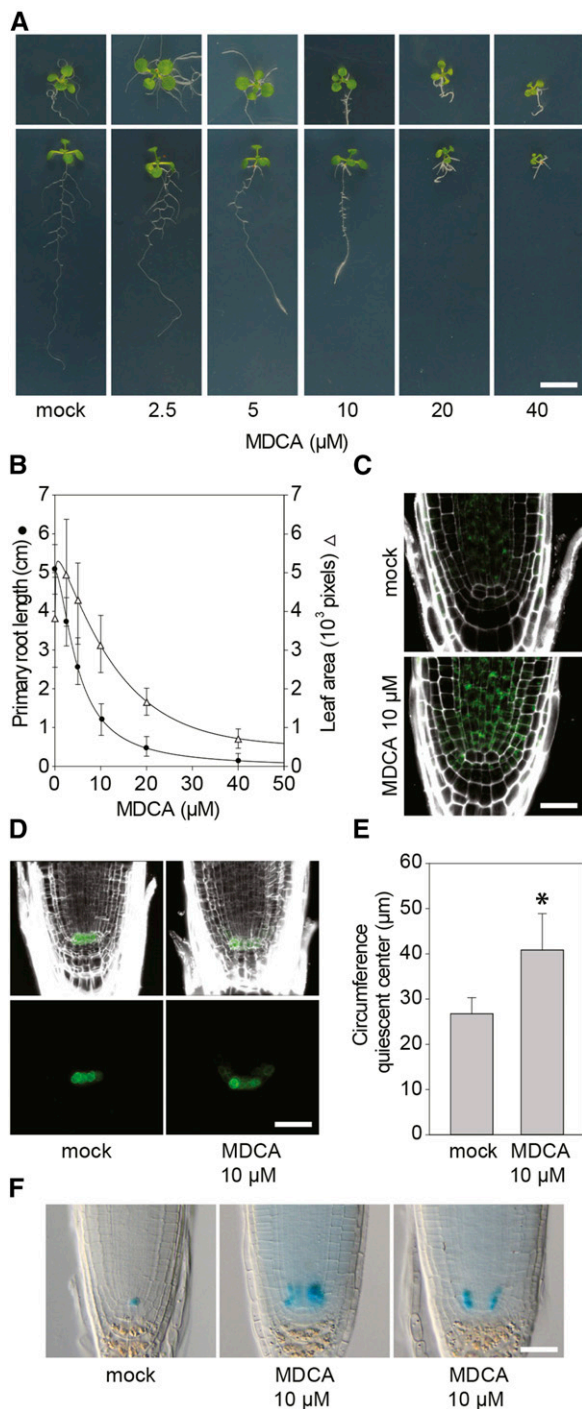 A
mock 2.5 5 10 20 40
MDCA (µM)
B
Primary root length (cm) ●
7
6
5
4
3
2
1
0
Leaf area (10³ pixels) △
7
6
5
4
3
2
1
0
0 10 20 30 40 50
MDCA (µM)
C
mock
MDCA 10 µM
D
mock MDCA
10 µM
E
Circumference
quiescent center (µm)
60
50
40
30
20
10
0
*
mock MDCA
10 µM
F
mock MDCA MDCA
10 µM 10 µM